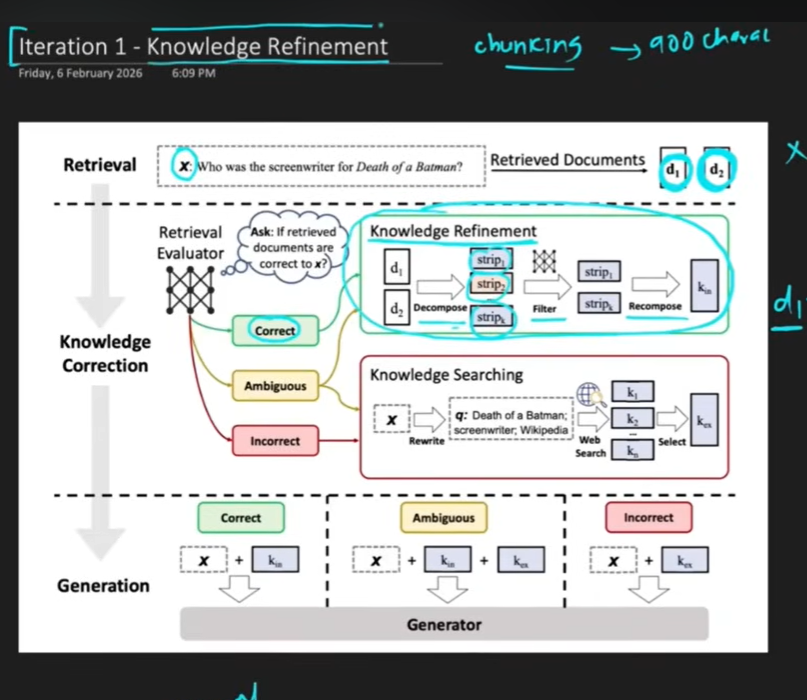 Iteration 1 - Knowledge Refinement
chunking → 900
Friday, 6 February 2026 6:09 PM
Retrieval
x: Who was the screenwriter for Death of a Batman?
Retrieved Documents
d₁ d₂
x
Retrieval
Evaluator
Ask: If retrieved
documents are
correct to x?
Knowledge Refinement
d₁
d₂
Decompose
strip₁
strip₂
stripₖ
Filter
strip₁
stripₖ
Recompose
kᵢₙ
d₁
Knowledge
Correction
Correct
Ambiguous
Incorrect
Knowledge Searching
x
Rewrite
q: Death of a Batman;
screenwriter; Wikipedia
Web
Search
k₁
k₂
kₙ
Select
kₑₓ
Correct Ambiguous Incorrect
Generation
x + kᵢₙ
x + kᵢₙ + kₑₓ
x + kₑₓ
Generator